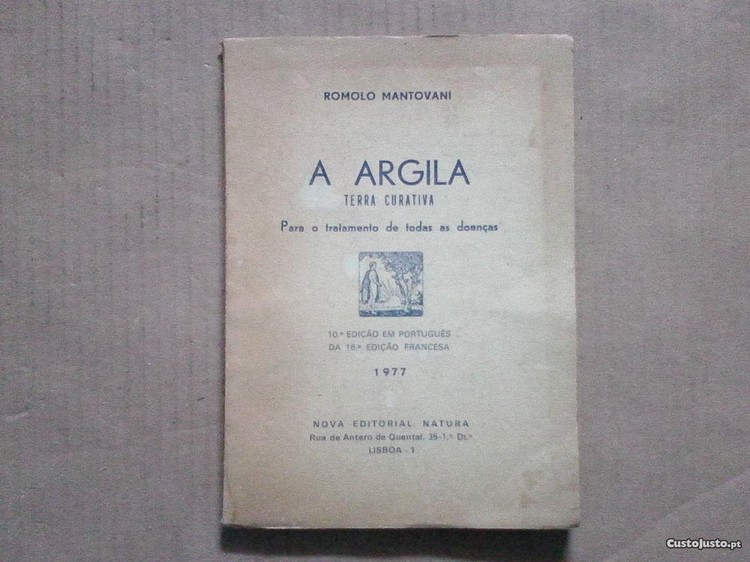 ROMOLO MANTOVANI
A ARGILA
TERRA CURATIVA
Para o tratamento de todas as doenças
10.ª EDIÇÃO EM PORTUGUÊS
DA 16.ª EDIÇÃO FRANCESA
1977
NOVA EDITORIAL NATURA
Rua de Antero de Quental, 35-1.º Dt.º
LISBOA - 1
CustoJusto.pt